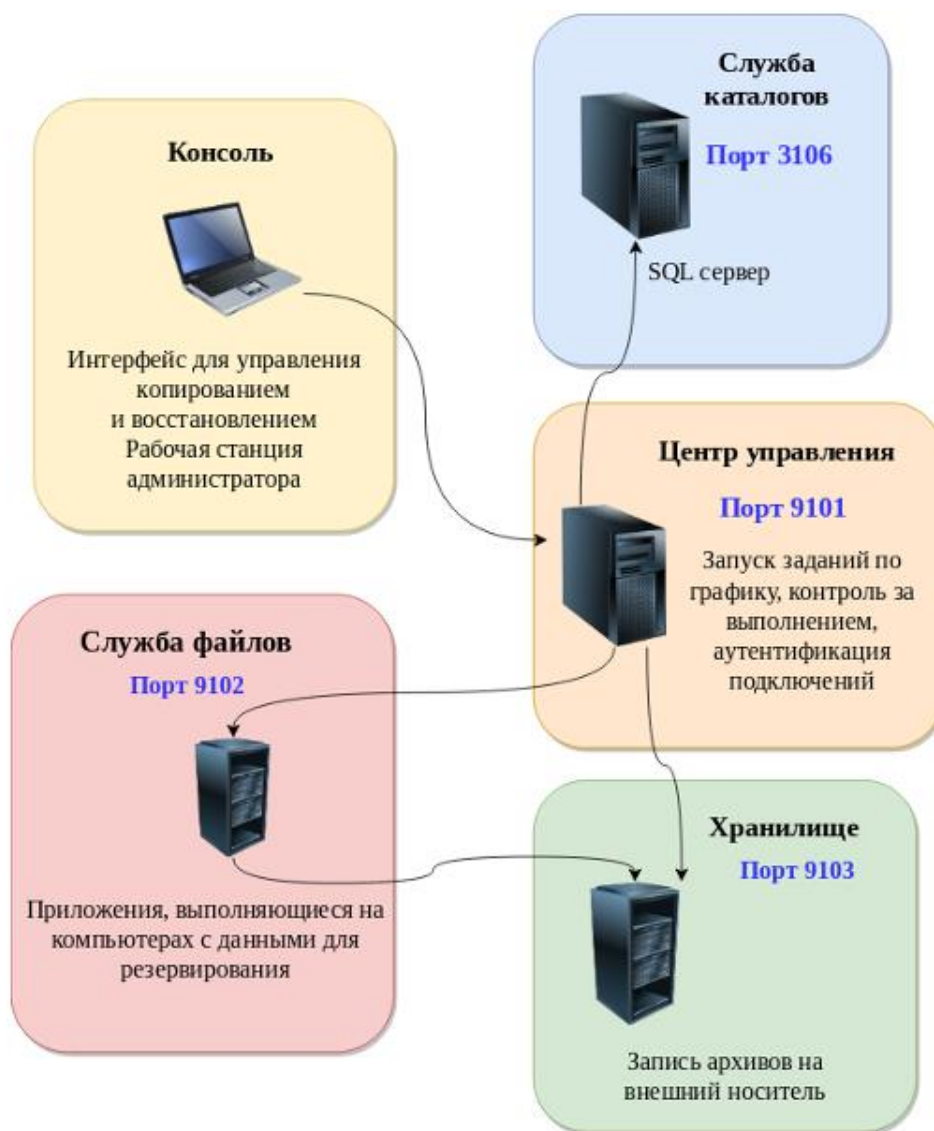 Служба
каталогов
Порт 3106
SQL сервер
Консоль
Интерфейс для управления
копированием
и восстановлением
Рабочая станция
администратора
Центр управления
Порт 9101
Запуск заданий по
графику, контроль за
выполнением,
аутентификация
подключений
Служба файлов
Порт 9102
Приложения, выполняющиеся на
компьютерах с данными для
резервирования
Хранилище
Порт 9103
Запись архивов на
внешний носитель